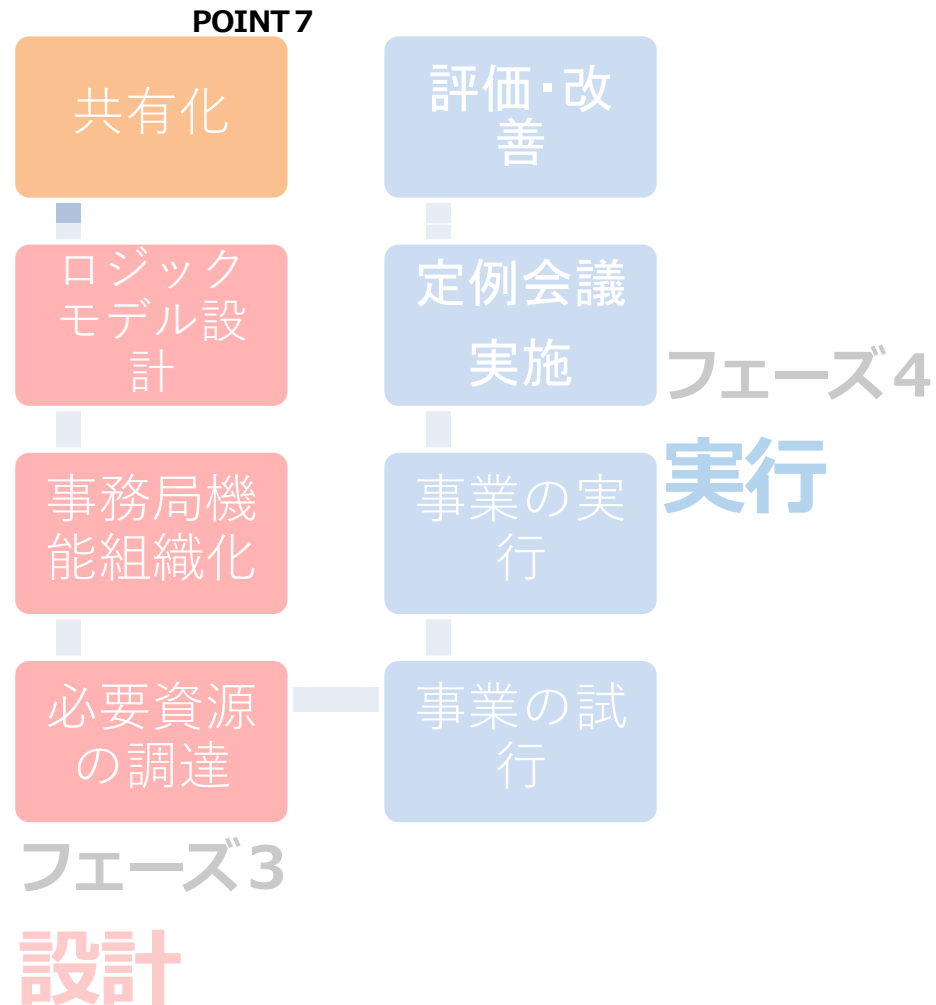 POINT 7
共有化
ロジック
モデル設
計
事務局機
能組織化
必要資源
の調達
フェーズ3
設計
評価・改
善
定例会議
実施
事業の実
行
事業の試
行
フェーズ4
実行